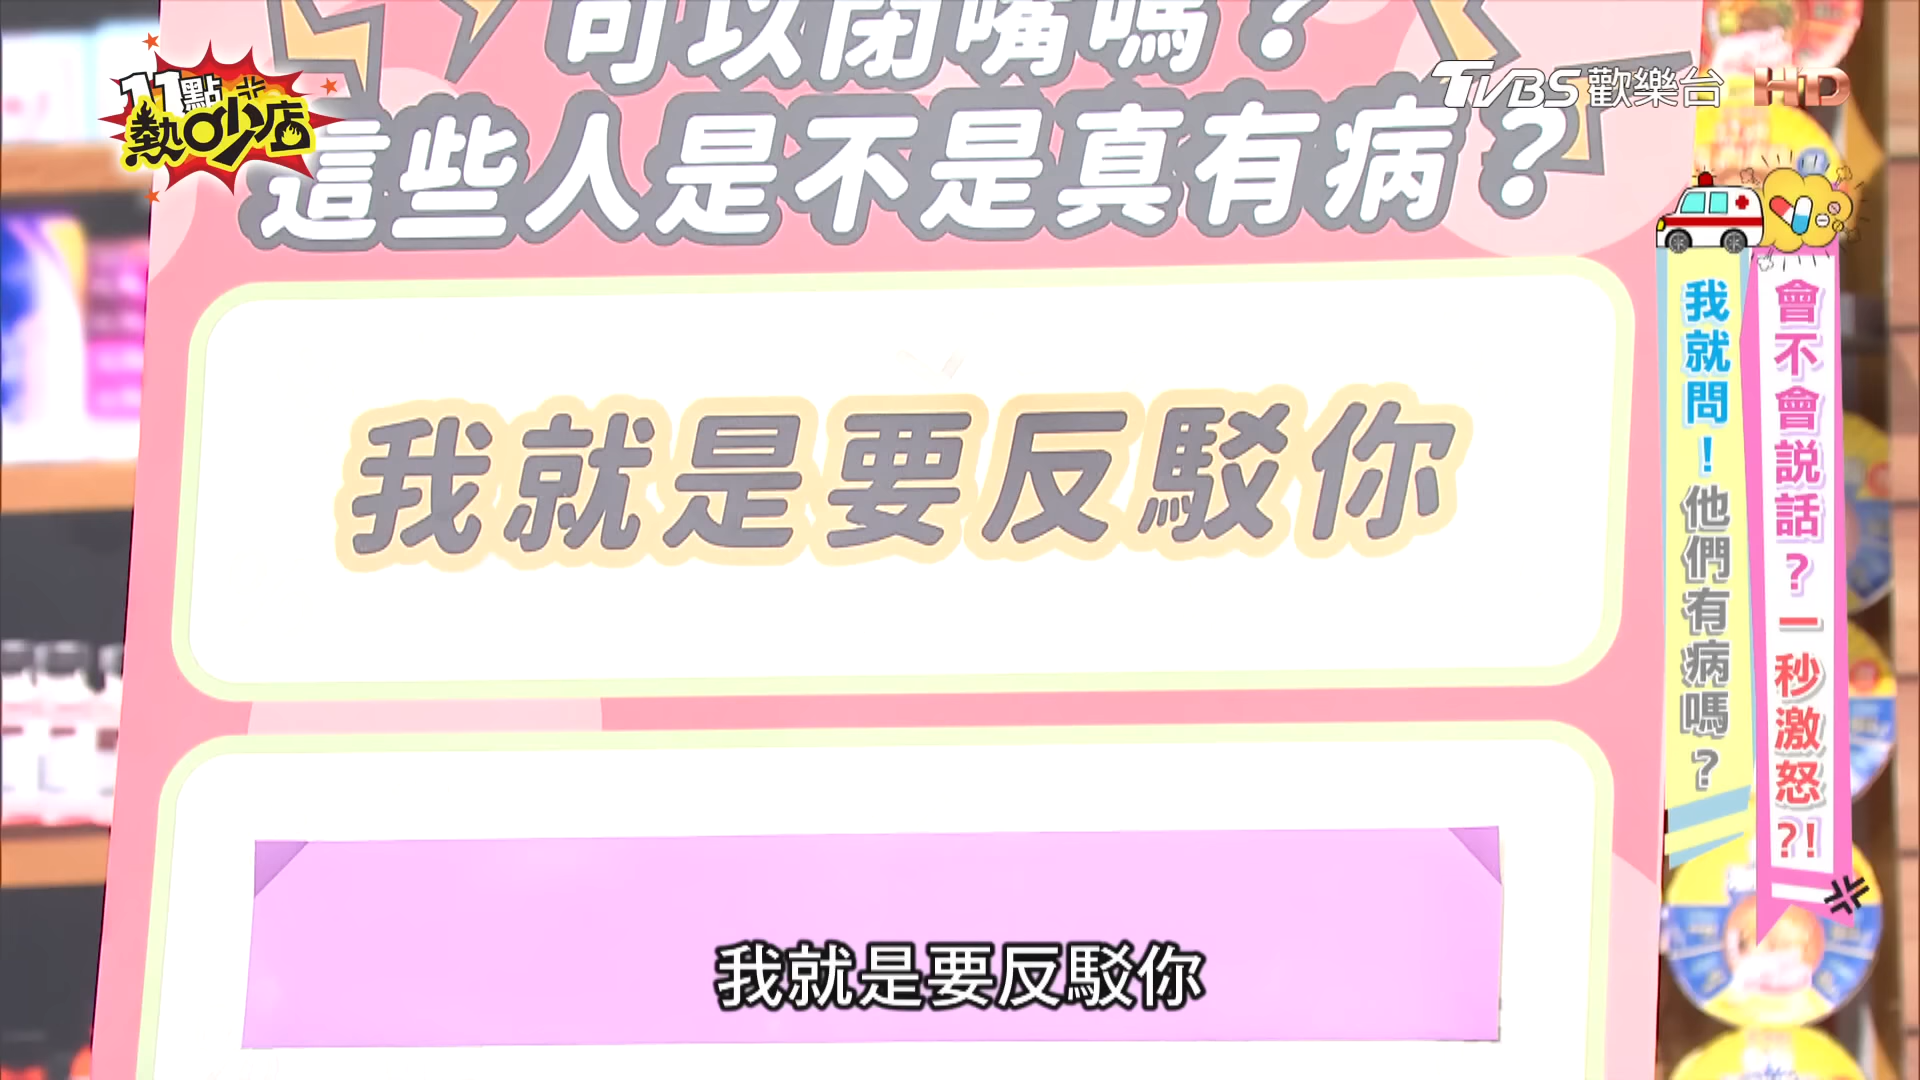 可以閉嘴嗎?
11點
熱吵店
TVBS歡樂台 HD
這些人是不是真有病?
我就是要反駁你
會不會説話?一秒激怒?!
我就問!他們有病嗎?
我就是要反駁你